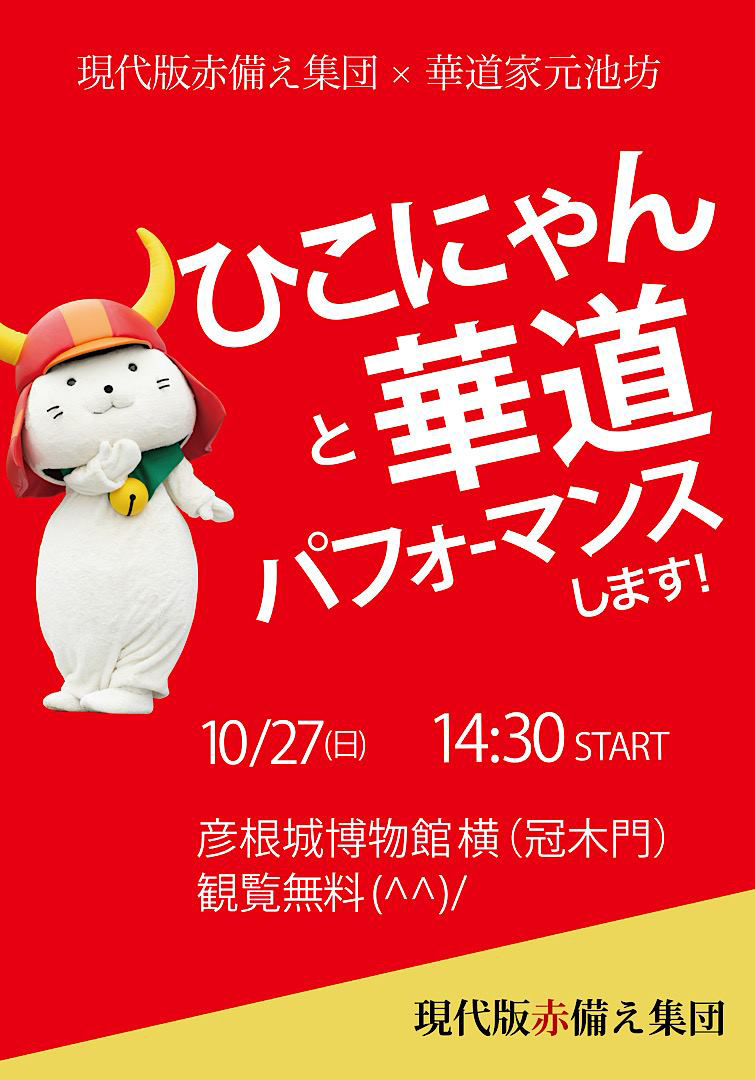 現代版赤備え集団 × 華道家元池坊
ひこにゃん
と華道
パフォーマンス
します!
10/27(日) 14:30 START
彦根城博物館横（冠木門）
観覧無料(^^)/
現代版赤備え集団